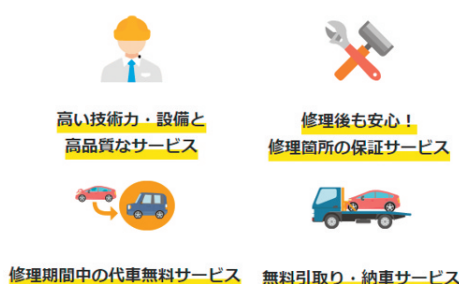 高い技術力・設備と
高品質なサービス
修理後も安心！
修理箇所の保証サービス
修理期間中の代車無料サービス
無料引取り・納車サービス